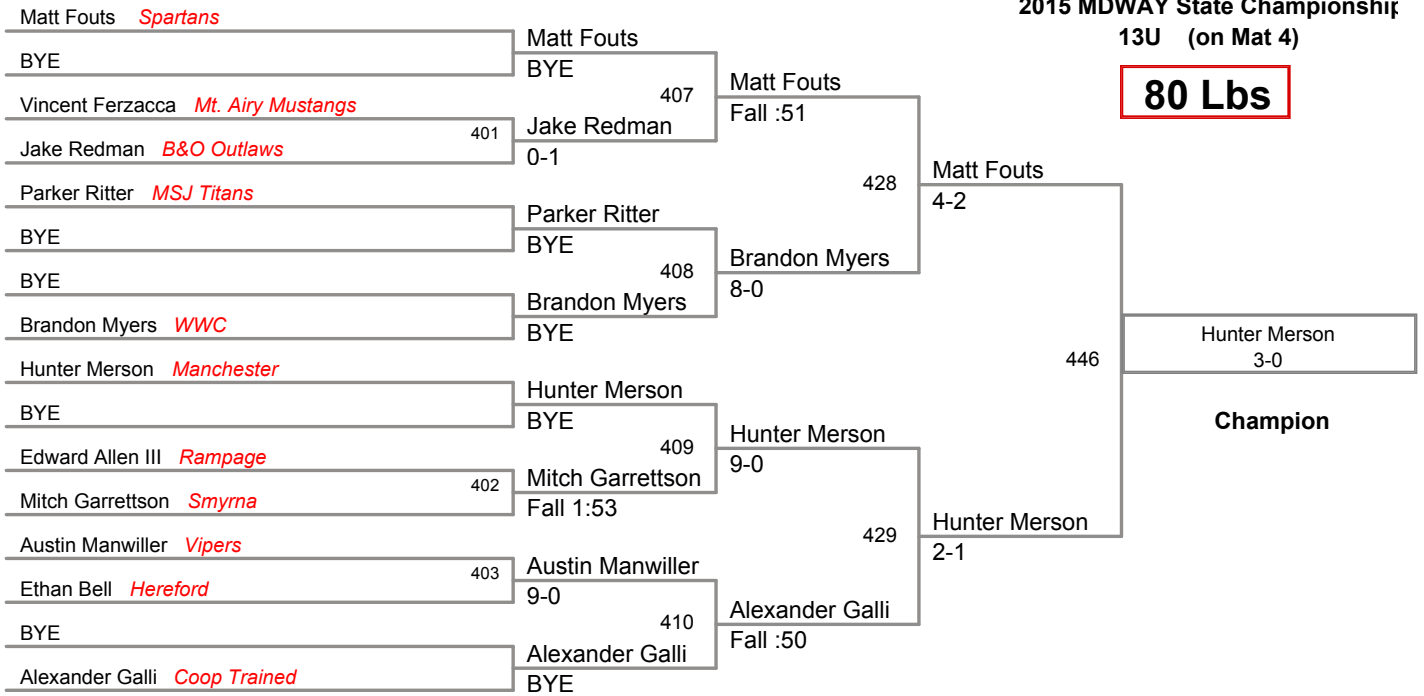 2015 MDWAY State Championship
13U (on Mat 4)
80 Lbs
Matt Fouts Spartans
BYE
Vincent Ferzacca Mt. Airy Mustangs
Jake Redman B&O Outlaws
Parker Ritter MSJ Titans
BYE
BYE
Brandon Myers WWC
Hunter Merson Manchester
BYE
Edward Allen III Rampage
Mitch Garrettson Smyrna
Austin Manwiller Vipers
Ethan Bell Hereford
BYE
Alexander Galli Coop Trained
401
402
403
Matt Fouts
BYE
Jake Redman
0-1
Parker Ritter
BYE
Brandon Myers
BYE
Hunter Merson
BYE
Mitch Garrettson
Fall 1:53
Austin Manwiller
9-0
Alexander Galli
BYE
407
408
409
410
Matt Fouts
Fall :51
Brandon Myers
8-0
Hunter Merson
9-0
Alexander Galli
Fall :50
428
429
Matt Fouts
4-2
Hunter Merson
2-1
446
Hunter Merson
3-0
Champion